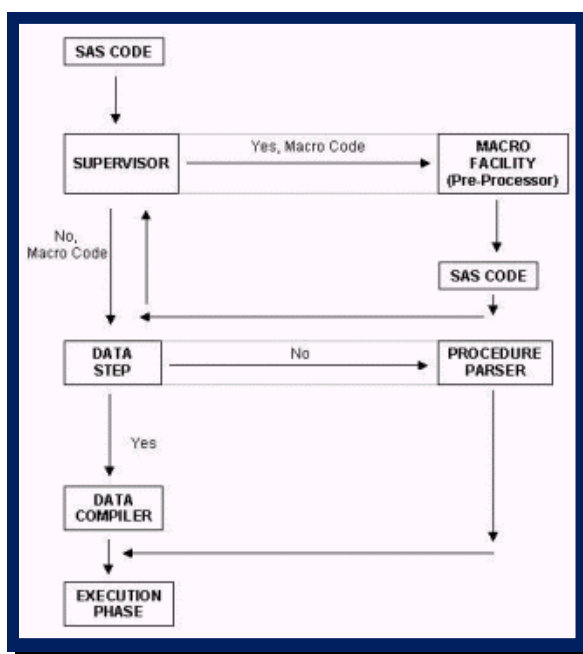 SAS CODE
SUPERVISOR
Yes, Macro Code
MACRO
FACILITY
(Pre-Processor)
No,
Macro Code
SAS CODE
DATA
STEP
No
PROCEDURE
PARSER
Yes
DATA
COMPILER
EXECUTION
PHASE